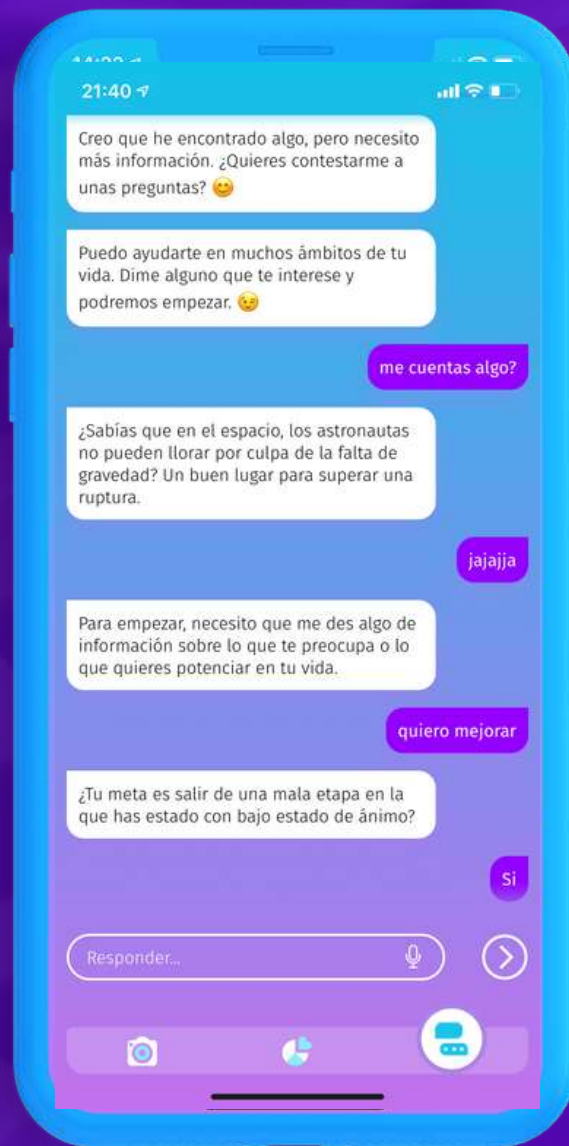 21:40
Creo que he encontrado algo, pero necesito
más información. ¿Quieres contestarme a
unas preguntas? 😊
Puedo ayudarte en muchos ámbitos de tu
vida. Dime alguno que te interese y
podremos empezar. 😉
me cuentas algo?
¿Sabías que en el espacio, los astronautas
no pueden llorar por culpa de la falta de
gravedad? Un buen lugar para superar una
ruptura.
jajajja
Para empezar, necesito que me des algo de
información sobre lo que te preocupa o lo
que quieres potenciar en tu vida.
quiero mejorar
¿Tu meta es salir de una mala etapa en la
que has estado con bajo estado de ánimo?
Si
Responder...